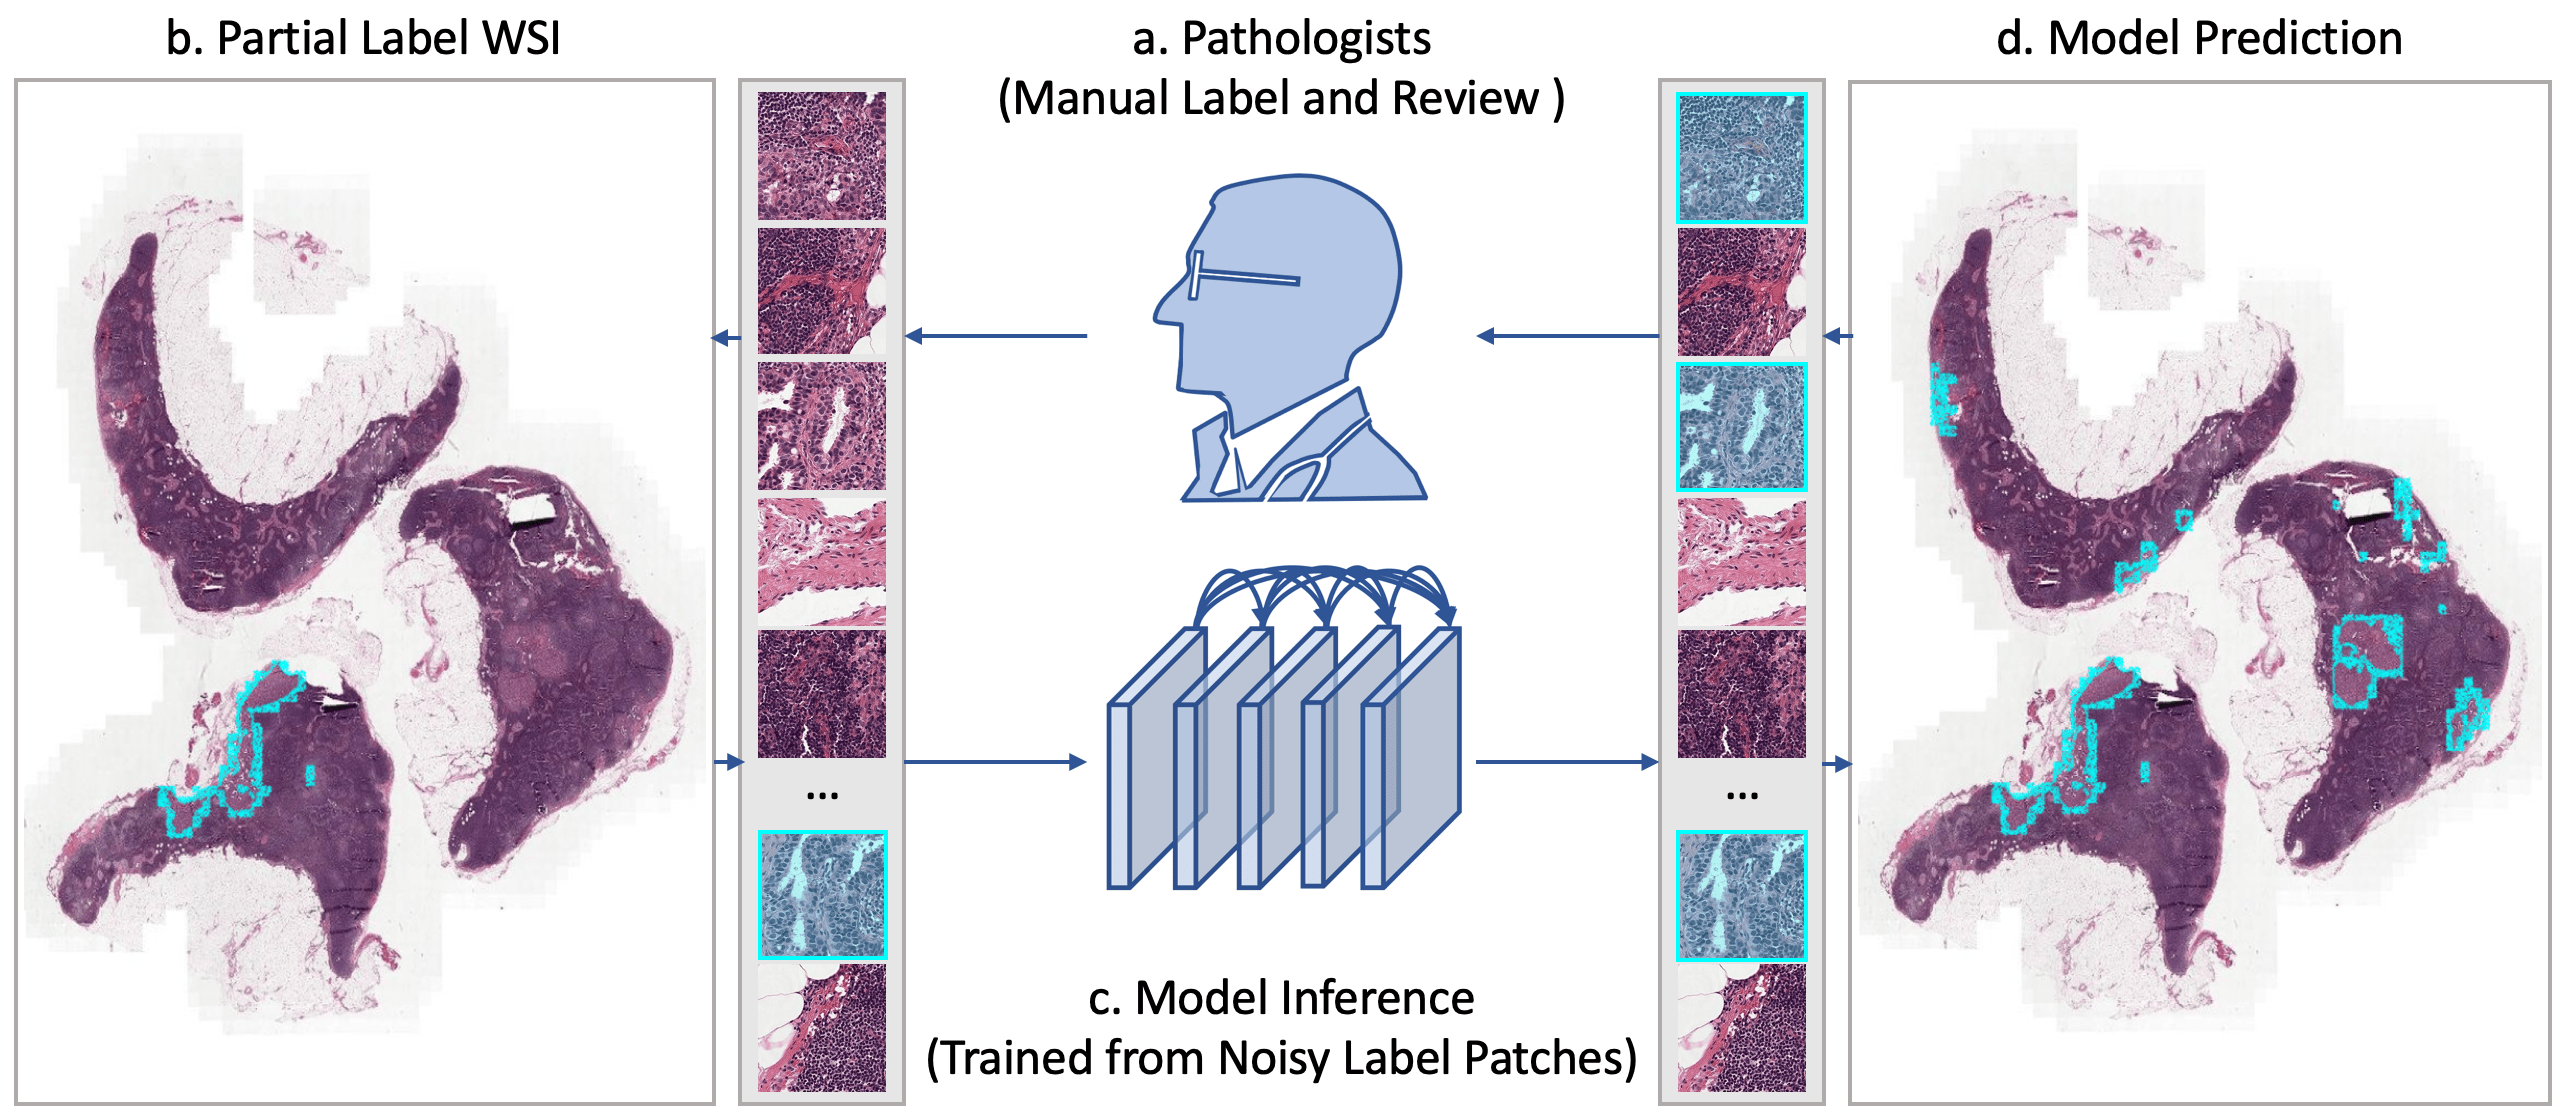 b. Partial Label WSI
a. Pathologists
(Manual Label and Review )
d. Model Prediction
...
...
c. Model Inference
(Trained from Noisy Label Patches)